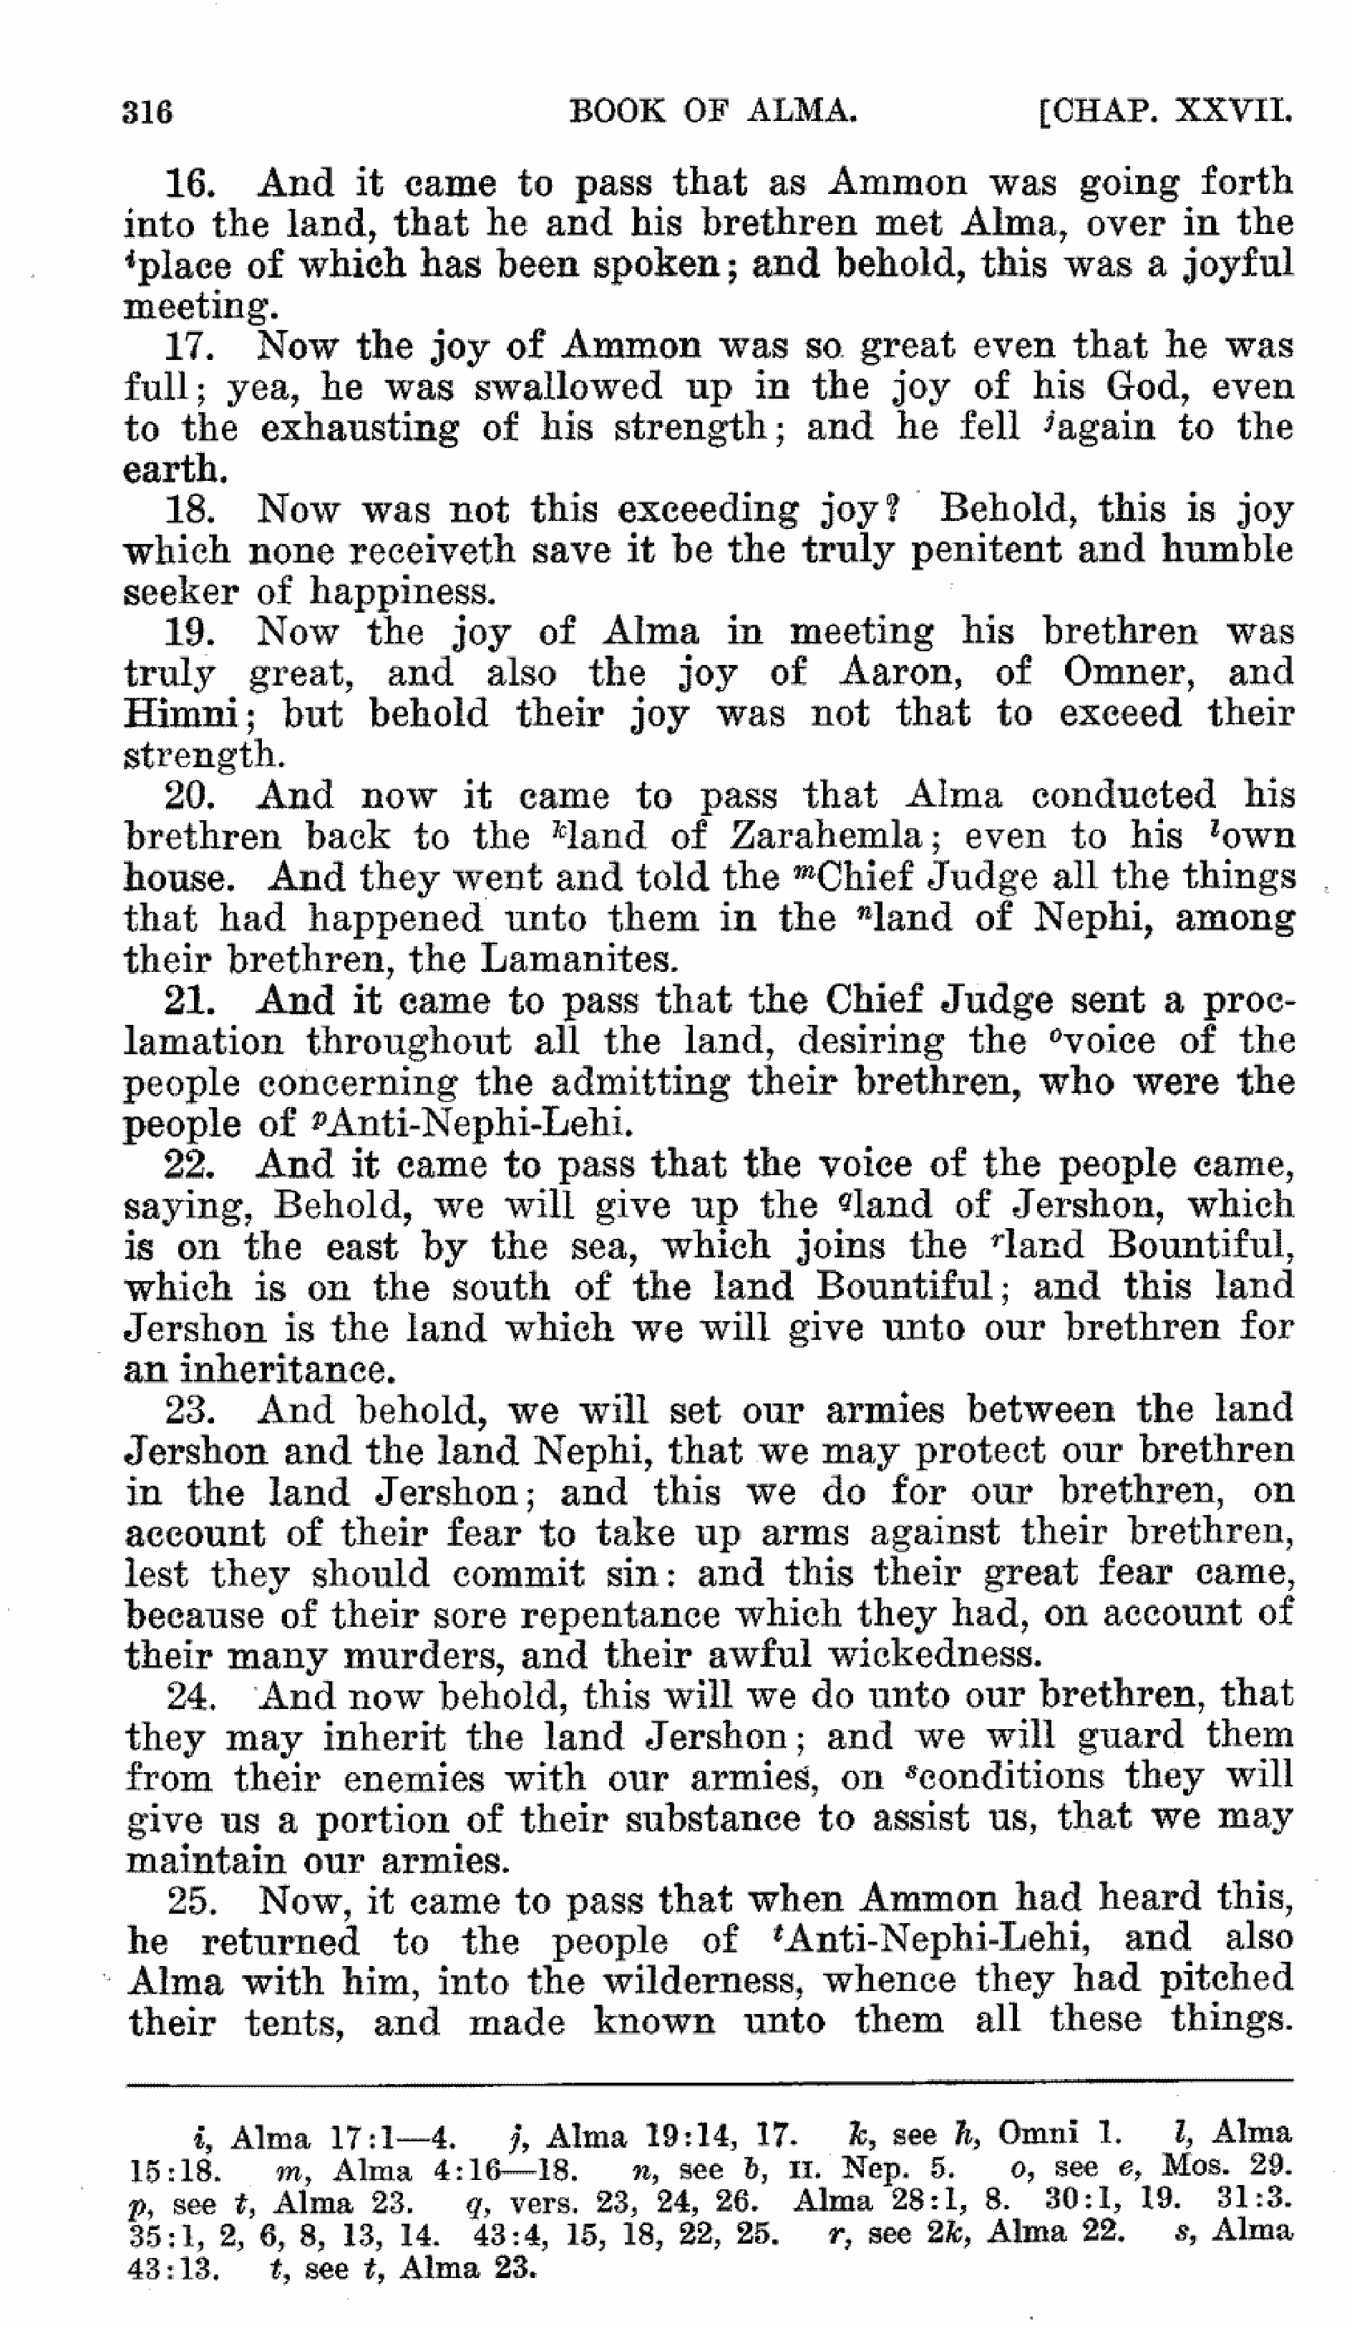 316 BOOK OF ALMA. [CHAP. XXVII.
16. And it came to pass that as Ammon was going forth
into the land, that he and his brethren met Alma, over in the
iplace of which has been spoken; and behold, this was a joyful
meeting.
17. Now the joy of Ammon was so great even that he was
full; yea, he was swallowed up in the joy of his God, even
to the exhausting of his strength; and he fell jagain to the
earth.
18. Now was not this exceeding joy? Behold, this is joy
which none receiveth save it be the truly penitent and humble
seeker of happiness.
19. Now the joy of Alma in meeting his brethren was
truly great, and also the joy of Aaron, of Omner, and
Himni; but behold their joy was not that to exceed their
strength.
20. And now it came to pass that Alma conducted his
brethren back to the kland of Zarahemla; even to his lown
house. And they went and told the mChief Judge all the things
that had happened unto them in the nland of Nephi, among
their brethren, the Lamanites.
21. And it came to pass that the Chief Judge sent a proc-
lamation throughout all the land, desiring the ovoice of the
people concerning the admitting their brethren, who were the
people of pAnti-Nephi-Lehi.
22. And it came to pass that the voice of the people came,
saying, Behold, we will give up the qland of Jershon, which
is on the east by the sea, which joins the rland Bountiful,
which is on the south of the land Bountiful; and this land
Jershon is the land which we will give unto our brethren for
an inheritance.
23. And behold, we will set our armies between the land
Jershon and the land Nephi, that we may protect our brethren
in the land Jershon; and this we do for our brethren, on
account of their fear to take up arms against their brethren,
lest they should commit sin: and this their great fear came,
because of their sore repentance which they had, on account of
their many murders, and their awful wickedness.
24. And now behold, this will we do unto our brethren, that
they may inherit the land Jershon; and we will guard them
from their enemies with our armies, on sconditions they will
give us a portion of their substance to assist us, that we may
maintain our armies.
25. Now, it came to pass that when Ammon had heard this,
he returned to the people of tAnti-Nephi-Lehi, and also
Alma with him, into the wilderness, whence they had pitched
their tents, and made known unto them all these things.
i, Alma 17:1—4. j, Alma 19:14, 17. k, see h, Omni 1. l, Alma
15:18. m, Alma 4:16—18. n, see b, II. Nep. 5. o, see e, Mos. 29.
p, see t, Alma 23. q, vers. 23, 24, 26. Alma 28:1, 8. 30:1, 19. 31:3.
35:1, 2, 6, 8, 13, 14. 43:4, 15, 18, 22, 25. r, see 2k, Alma 22. s, Alma
43:13. t, see t, Alma 23.